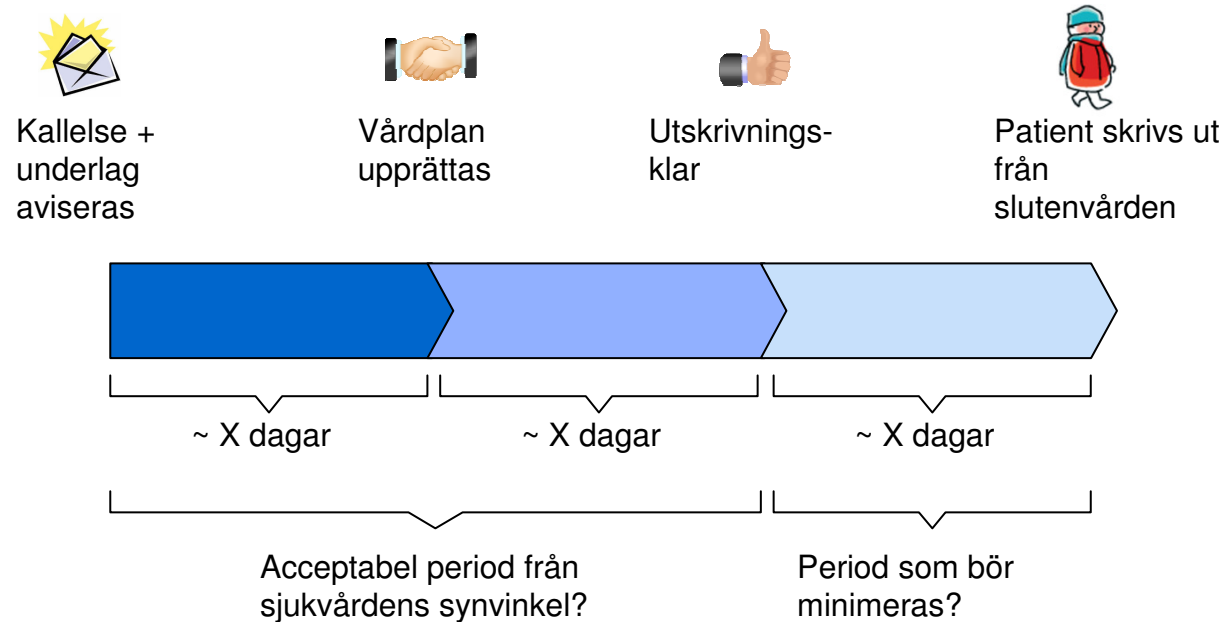 Kallelse +
underlag
aviseras
Vårdplan
upprättas
Utskrivnings-
klar
Patient skrivs ut
från
slutenvården
~ X dagar
~ X dagar
~ X dagar
Acceptabel period från
sjukvårdens synvinkel?
Period som bör
minimeras?